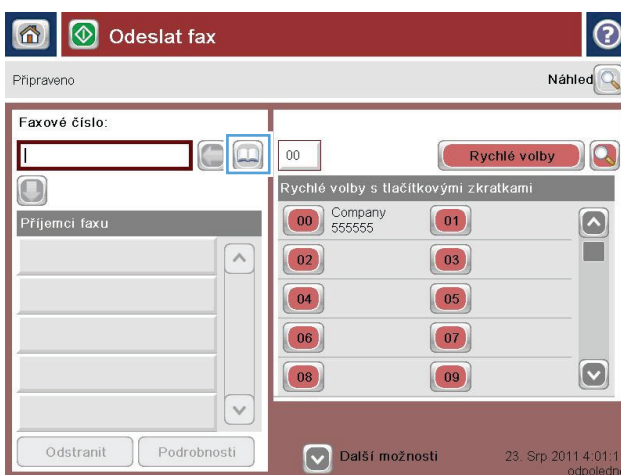 Odeslat fax
Připraveno
Náhled
Faxové číslo:
00
Rychlé volby
Rychlé volby s tlačítkovými zkratkami
Příjemci faxu
00 Company 01
555555
02 03
04 05
06 07
08 09
Odstranit Podrobnosti
Další možnosti
23. Srp 2011 4:01:1
odpoledne